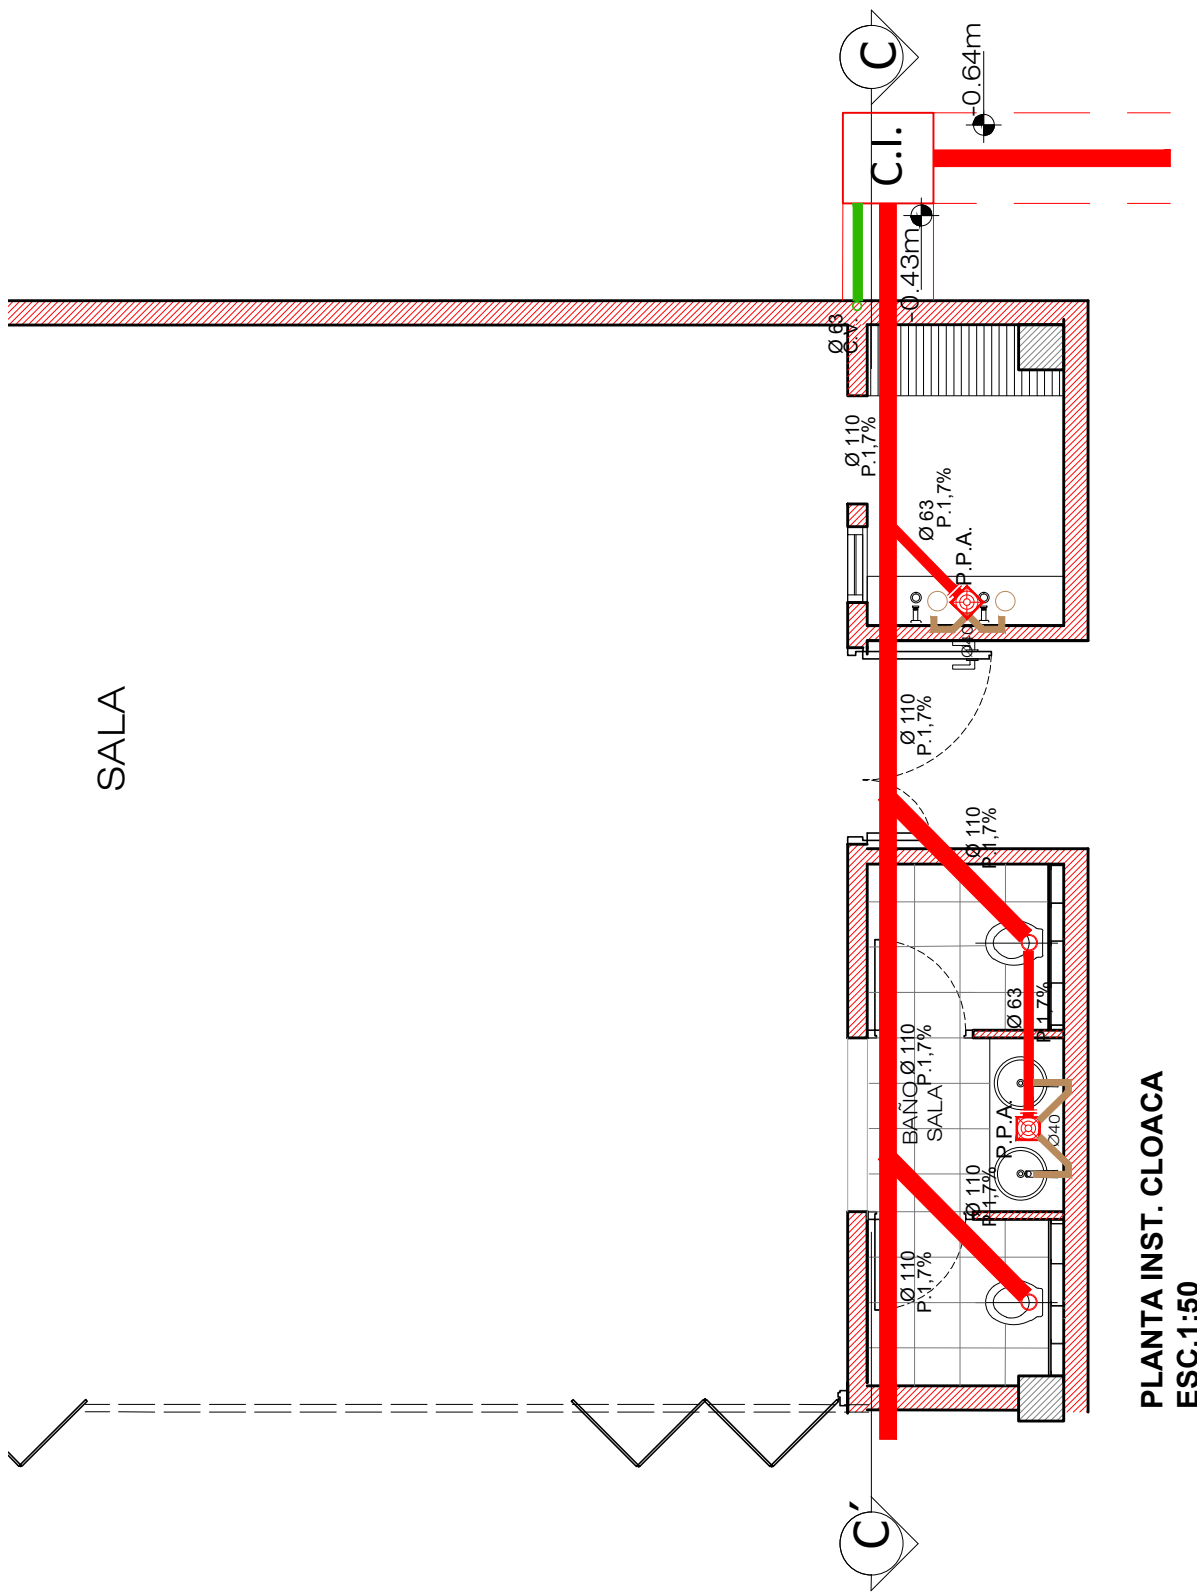 C
-0.64m
C.I.
-0.43m
Ø 63
C.V.
Ø 110
P.1,7%
Ø 63
P.1,7%
P.P.A.
Ø40
SALA
Ø 110
P.1,7%
Ø 110
P.1,7%
Ø 63
P.1,7%
BAÑO
SALA
Ø 110
P.1,7%
P.P.A.
Ø40
Ø 110
P.1,7%
Ø 110
P.1,7%
C´
PLANTA INST. CLOACA
ESC.1:50